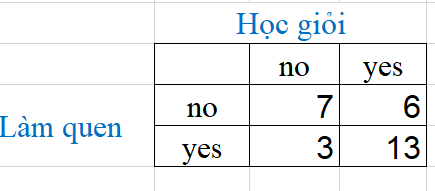 Học giỏi
no yes
no 7 6
Làm quen
yes 3 13